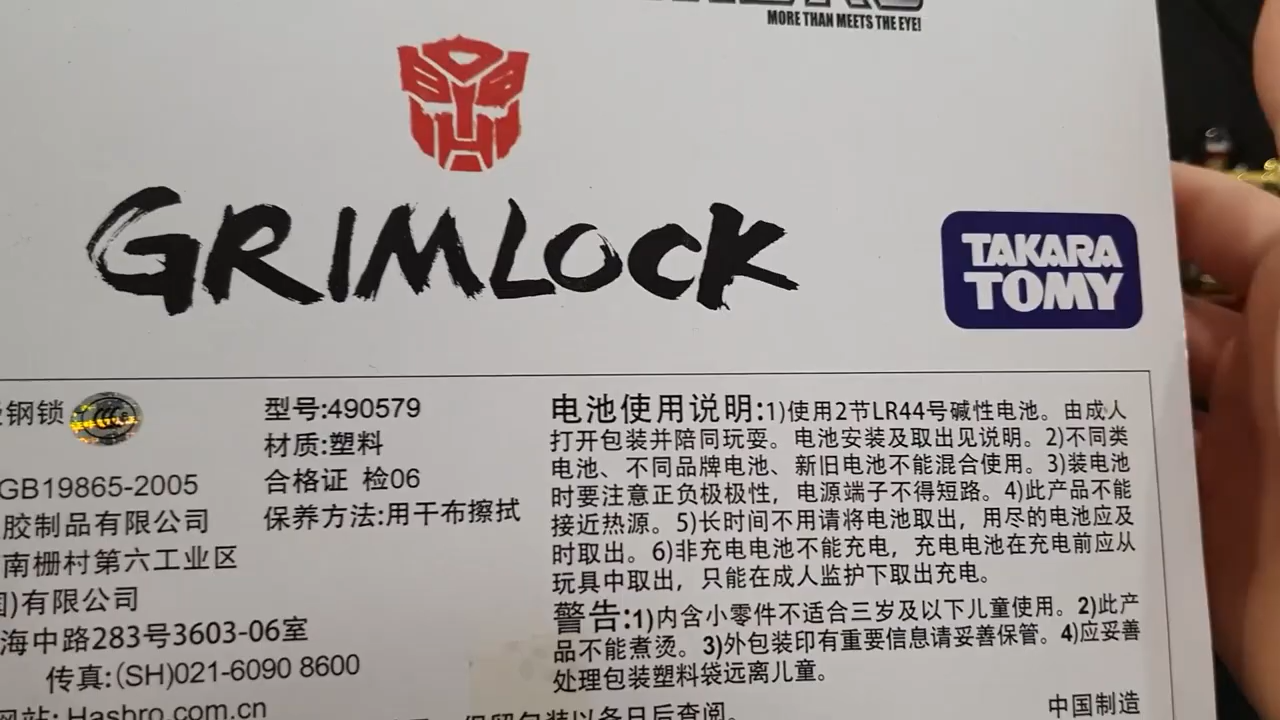 MORE THAN MEETS THE EYE!
GRIMLOCK
TAKARA
TOMY
钢锁
GB19865-2005
胶制品有限公司
南栅村第六工业区
有限公司
海中路283号3603-06室
传真:(SH)021-6090 8600
网站: Hasbro.com.cn
型号:490579
材质:塑料
合格证 检06
保养方法:用干布擦拭
电池使用说明:1)使用2节LR44号碱性电池。由成人
打开包装并陪同玩耍。电池安装及取出见说明。2)不同类
电池、不同品牌电池、新旧电池不能混合使用。3)装电池
时要注意正负极极性，电源端子不得短路。4)此产品不能
接近热源。5)长时间不用请将电池取出，用尽的电池应及
时取出。6)非充电电池不能充电，充电电池在充电前应从
玩具中取出，只能在成人监护下取出充电。
警告:1)内含小零件不适合三岁及以下儿童使用。2)此产
品不能煮烫。3)外包装印有重要信息请妥善保管。4)应妥善
处理包装塑料袋远离儿童。
保留包装以备日后查阅。
中国制造